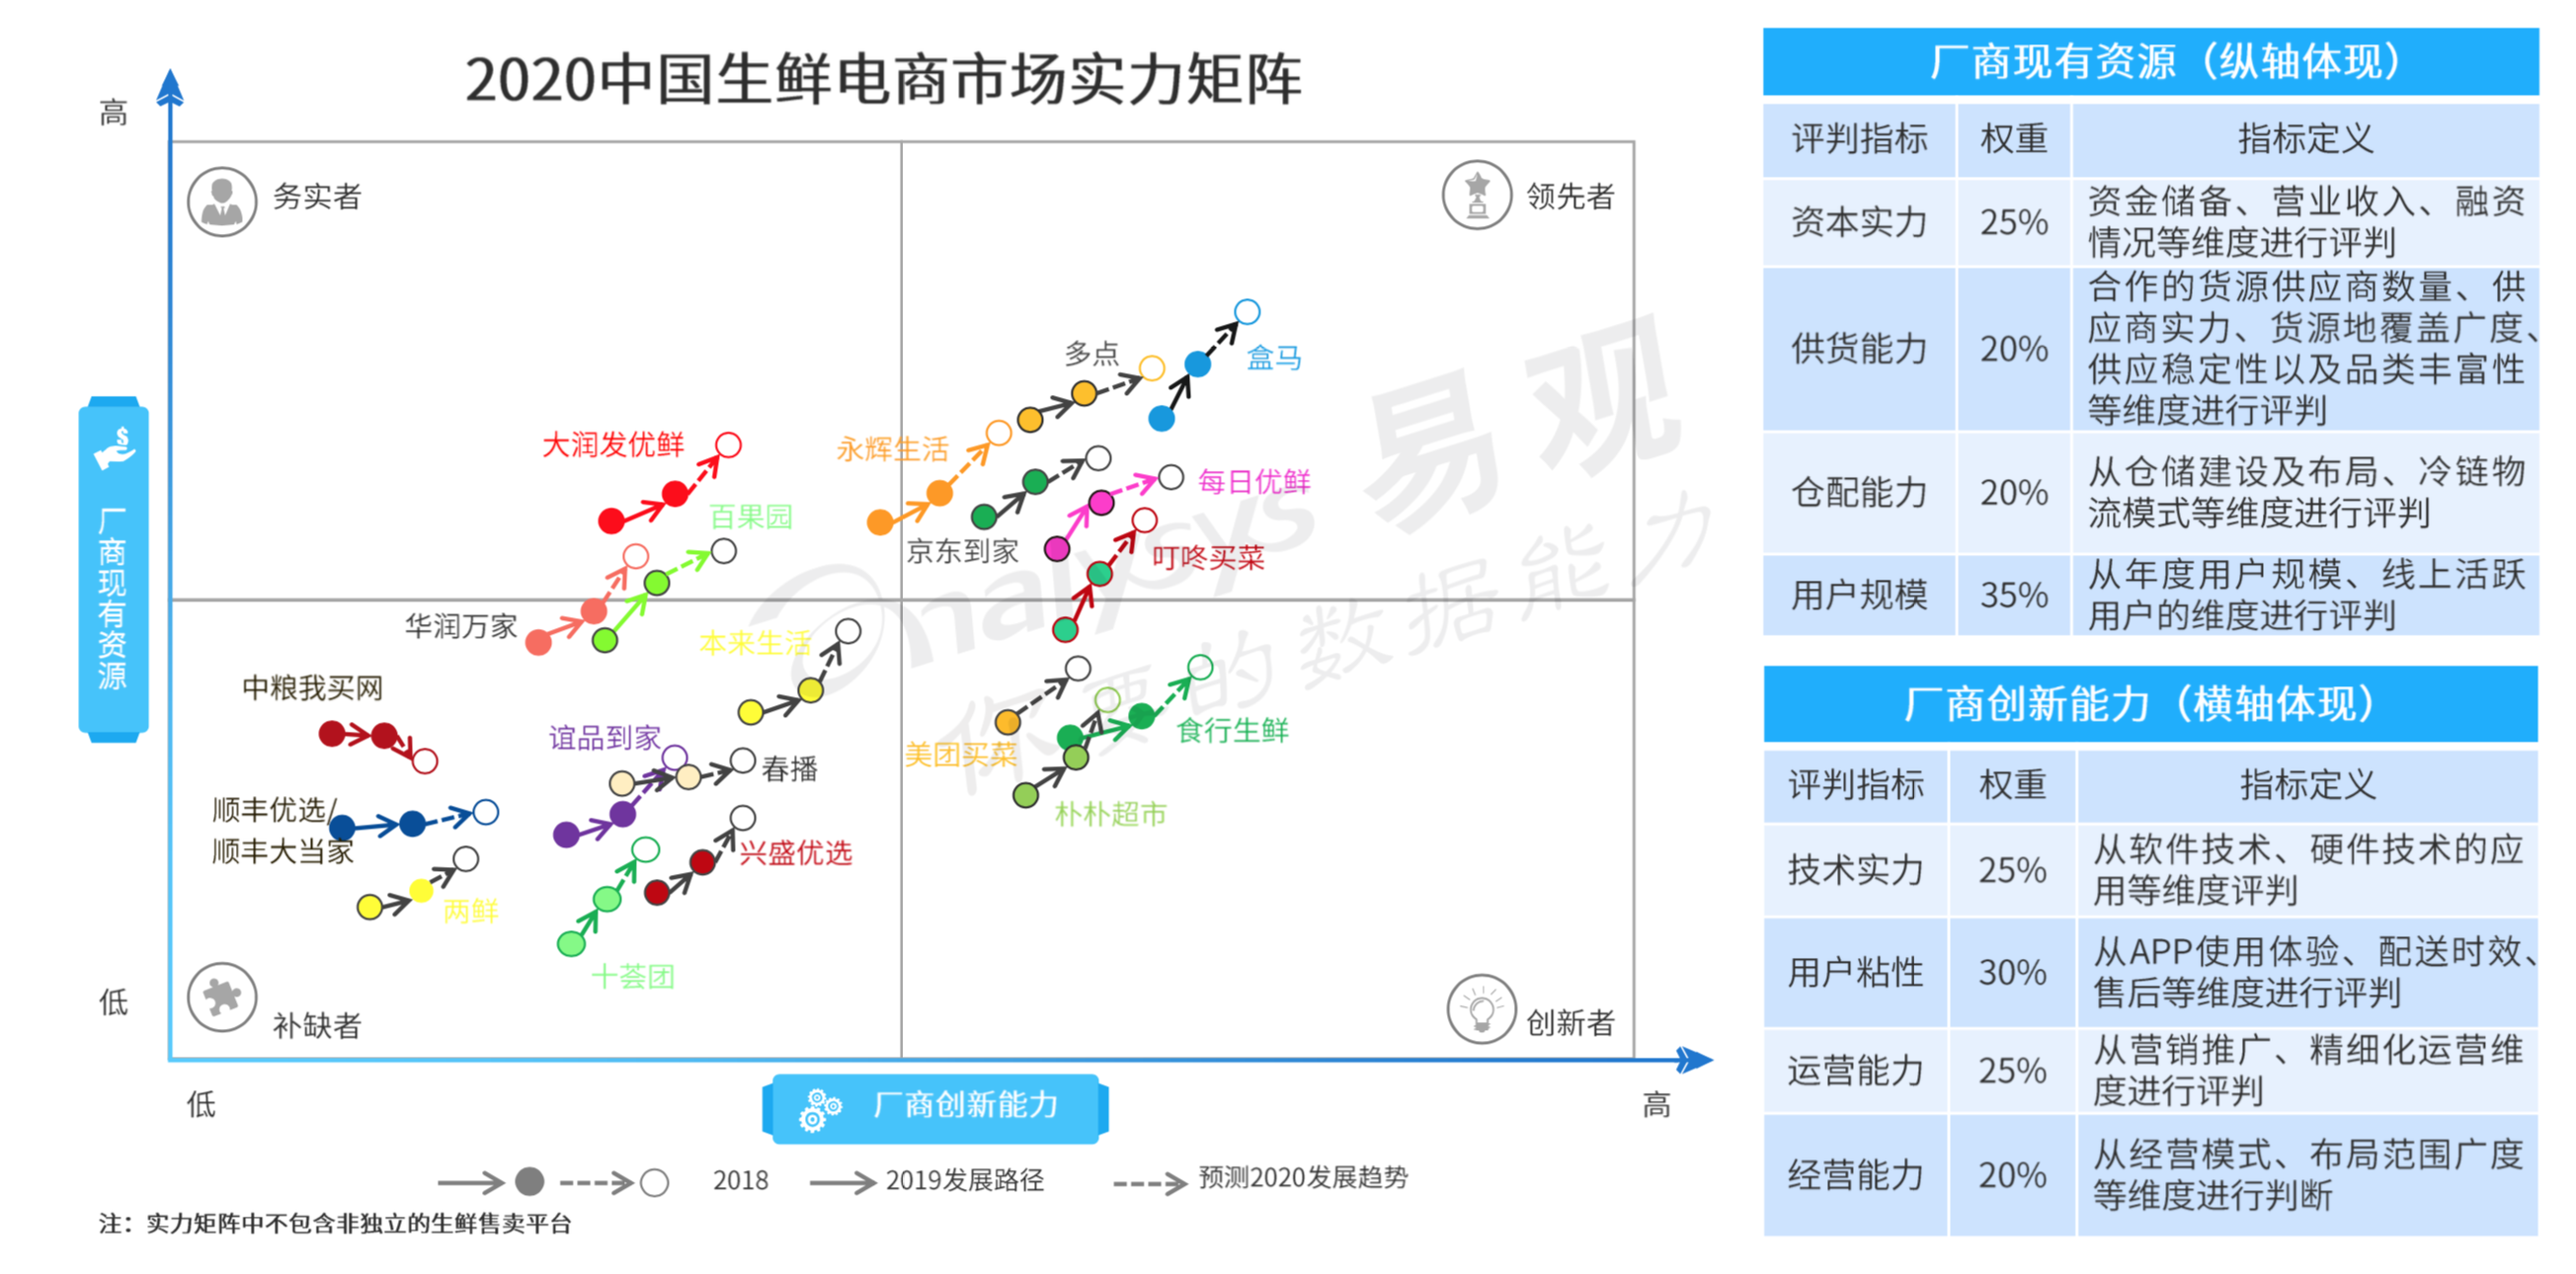 2020中国生鲜电商市场实力矩阵
高
务实者
领先者
多点
盒马
大润发优鲜
永辉生活
百果园
每日优鲜
京东到家
叮咚买菜
华润万家
本来生活
中粮我买网
谊品到家
春播
美团买菜
食行生鲜
朴朴超市
顺丰优选/
顺丰大当家
兴盛优选
两鲜
十荟团
厂商现有资源
低
补缺者
创新者
低
厂商创新能力
高
2018
2019发展路径
预测2020发展趋势
注：实力矩阵中不包含非独立的生鲜售卖平台
analysys 易观
你要的数据能力
厂商现有资源（纵轴体现）
评判指标 权重 指标定义
资本实力 25% 资金储备、营业收入、融资
情况等维度进行评判
供货能力 20% 合作的货源供应商数量、供
应商实力、货源地覆盖广度、
供应稳定性以及品类丰富性
等维度进行评判
仓配能力 20% 从仓储建设及布局、冷链物
流模式等维度进行评判
用户规模 35% 从年度用户规模、线上活跃
用户的维度进行评判
厂商创新能力（横轴体现）
评判指标 权重 指标定义
技术实力 25% 从软件技术、硬件技术的应
用等维度评判
用户粘性 30% 从APP使用体验、配送时效、
售后等维度进行评判
运营能力 25% 从营销推广、精细化运营维
度进行评判
经营能力 20% 从经营模式、布局范围广度
等维度进行判断